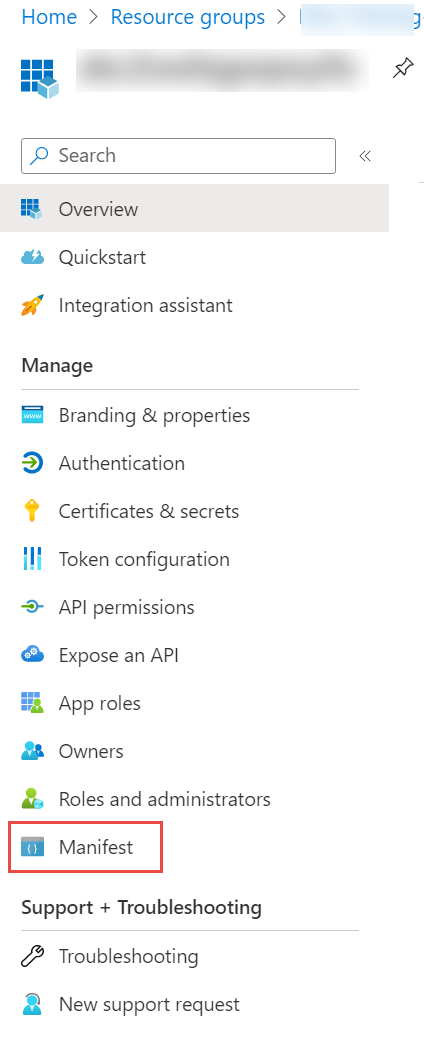 Home > Resource groups >
Search «
Overview
Quickstart
Integration assistant
Manage
Branding & properties
Authentication
Certificates & secrets
Token configuration
API permissions
Expose an API
App roles
Owners
Roles and administrators
Manifest
Support + Troubleshooting
Troubleshooting
New support request